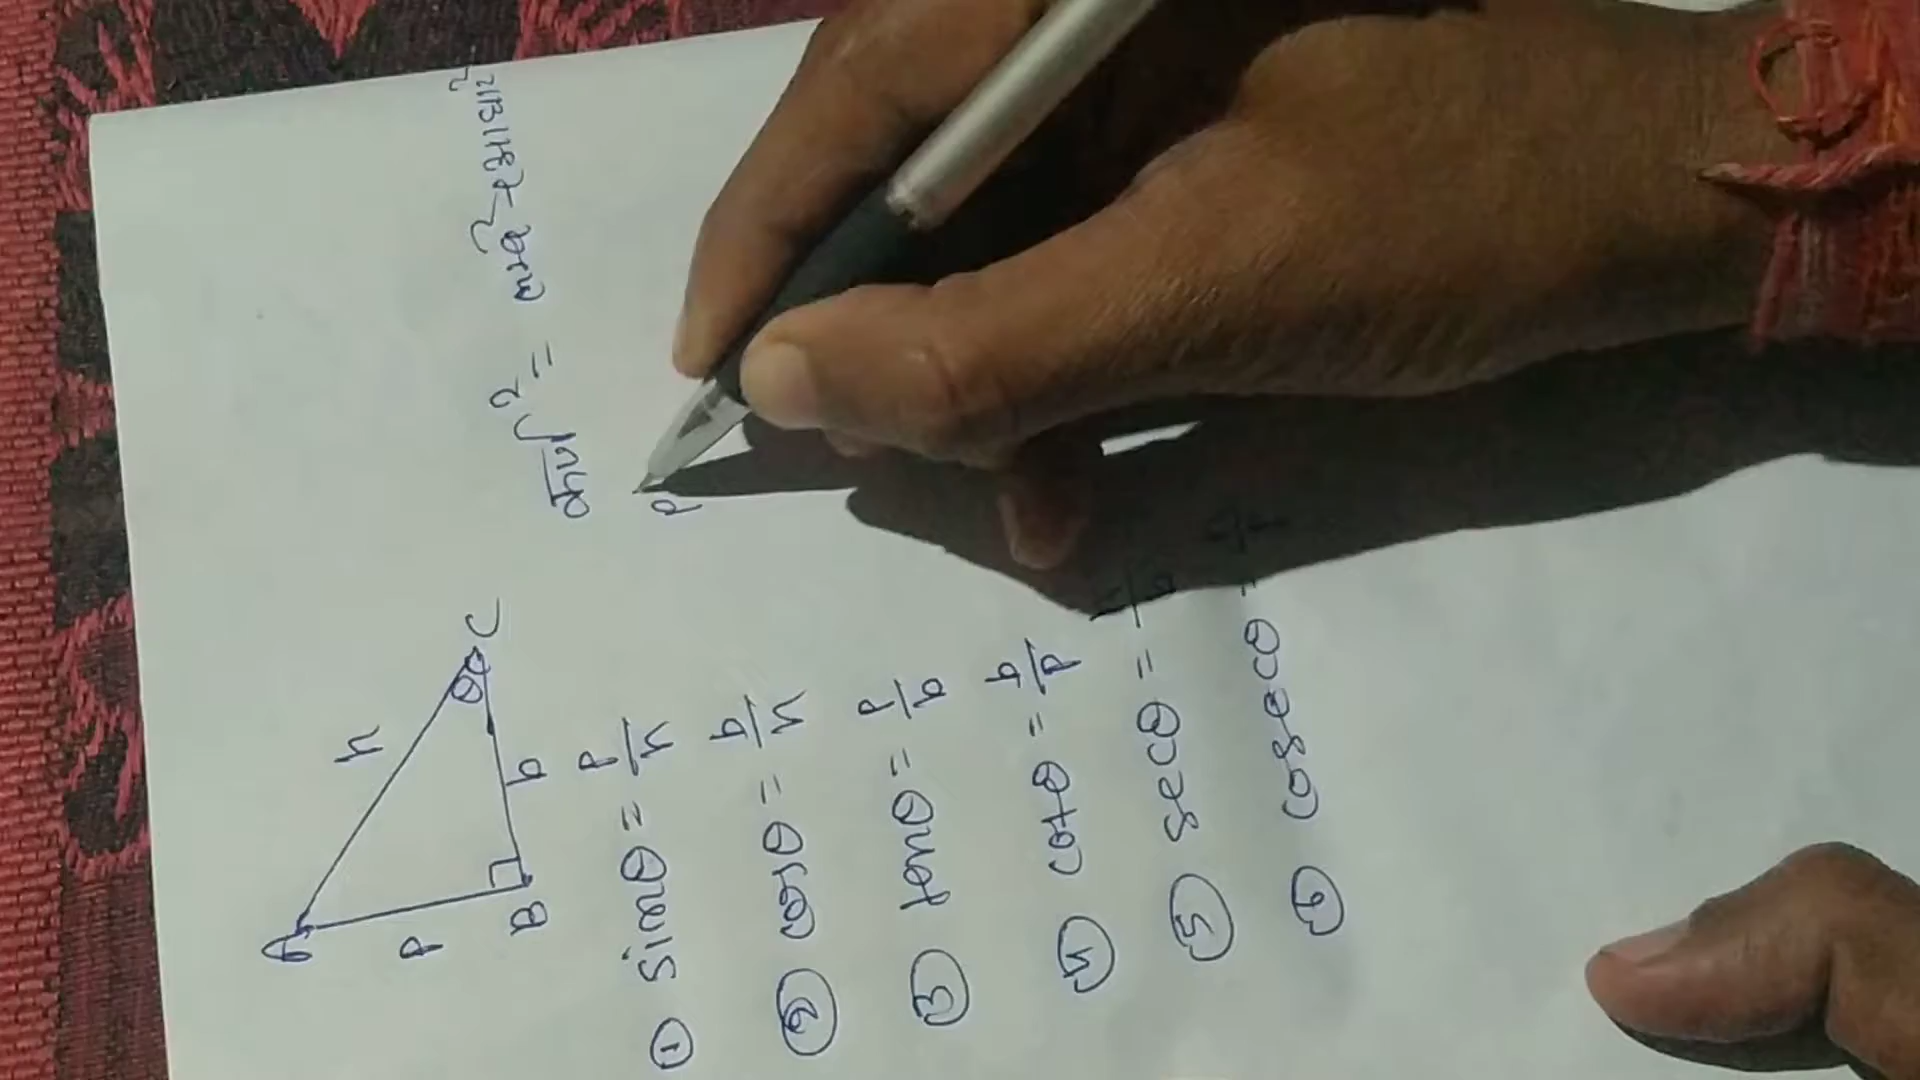 A
h
p
θ
B
b
C
कर्ण² = लम्ब² + आधार²
p
① sinθ = p/h
② cosθ = b/h
③ tanθ = p/b
④ cotθ = b/p
⑤ secθ = h/b
⑥ cosecθ =